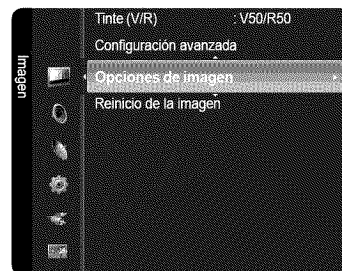 Imagen
Tinte (V/R) : V50/R50
Configuración avanzada
Opciones de imagen
Reinicio de la imagen